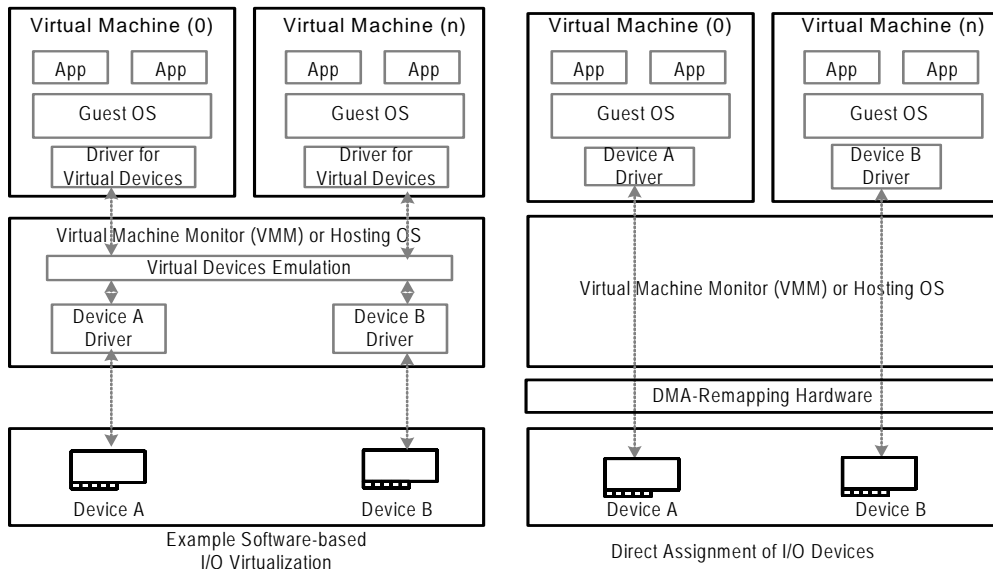 Virtual Machine (0)
App
App
Guest OS
Driver for
Virtual Devices
Virtual Machine (n)
App
App
Guest OS
Driver for
Virtual Devices
Virtual Machine Monitor (VMM) or Hosting OS
Virtual Devices Emulation
Device A
Driver
Device B
Driver
Device A
Device B
Example Software-based
I/O Virtualization
Virtual Machine (0)
App
App
Guest OS
Device A
Driver
Virtual Machine (n)
App
App
Guest OS
Device B
Driver
Virtual Machine Monitor (VMM) or Hosting OS
DMA-Remapping Hardware
Device A
Device B
Direct Assignment of I/O Devices